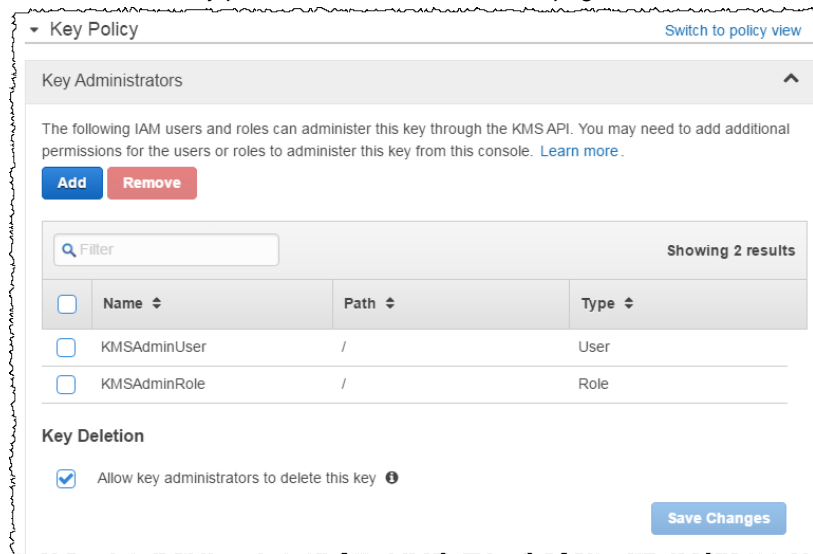 Key Policy Switch to policy view
Key Administrators
The following IAM users and roles can administer this key through the KMS API. You may need to add additional
permissions for the users or roles to administer this key from this console. Learn more.
Add Remove
Filter Showing 2 results
Name Path Type
KMSAdminUser / User
KMSAdminRole / Role
Key Deletion
Allow key administrators to delete this key
Save Changes